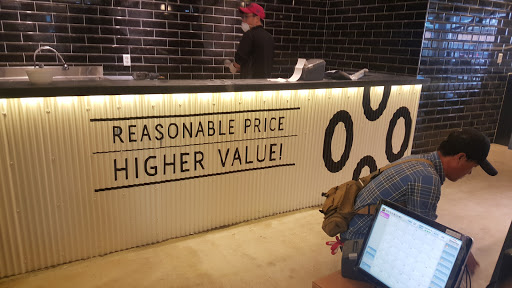 REASONABLE PRICE
HIGHER VALUE!